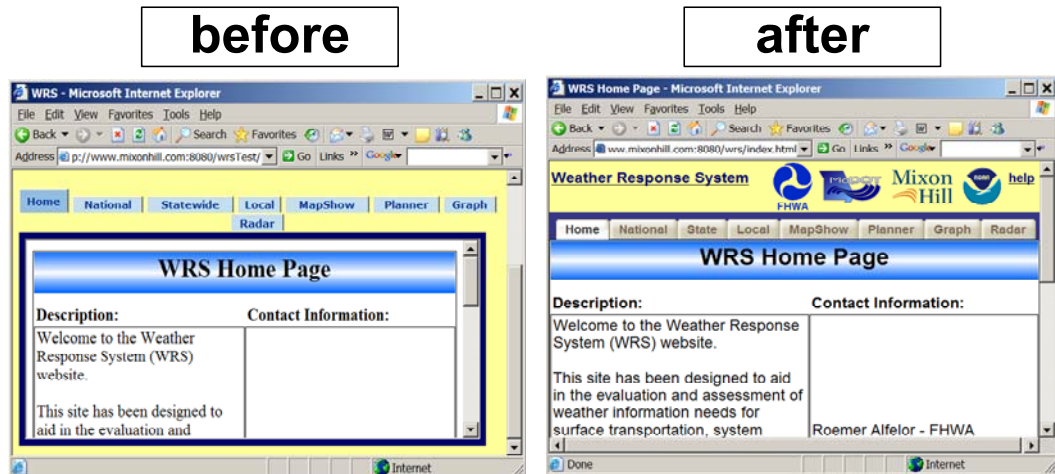 before
after
WRS - Microsoft Internet Explorer
File Edit View Favorites Tools Help
Back Search Favorites
Address p://www.mixonhill.com:8080/wrsTest/ Go Links » Google
Home National Statewide Local MapShow Planner Graph
Radar
WRS Home Page
Description: Contact Information:
Welcome to the Weather
Response System (WRS)
website.
This site has been designed to
aid in the evaluation and
Internet
WRS Home Page - Microsoft Internet Explorer
File Edit View Favorites Tools Help
Back Search Favorites
Address ww.mixonhill.com:8080/wrs/index.html Go Links » Google
Weather Response System FHWA Mixon help
Hill
Home National State Local MapShow Planner Graph Radar
WRS Home Page
Description: Contact Information:
Welcome to the Weather Response
System (WRS) website.
This site has been designed to aid
in the evaluation and assessment of
weather information needs for
surface transportation, system Roemer Alfelor - FHWA
Done Internet